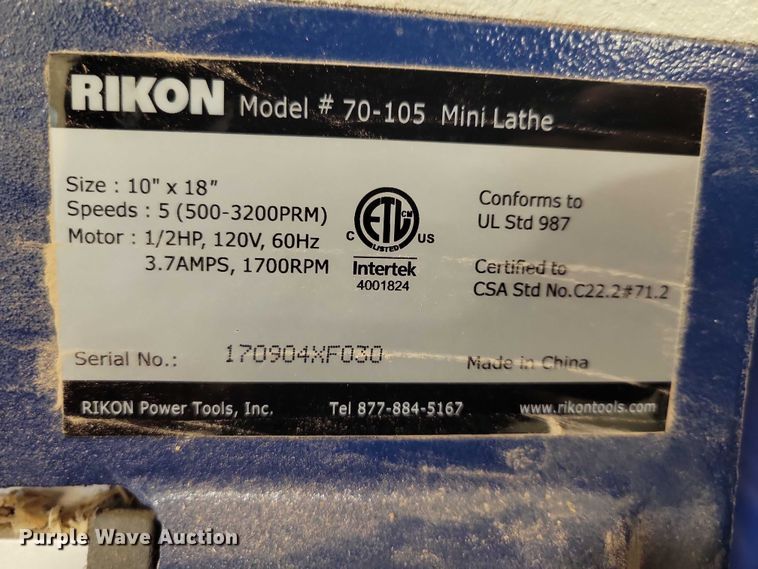 RIKON Model # 70-105 Mini Lathe
Size : 10" x 18"
Speeds : 5 (500-3200PRM)
Motor : 1/2HP, 120V, 60Hz
3.7AMPS, 1700RPM
ETL CM
C US
LISTED
Intertek
4001824
Conforms to
UL Std 987
Certified to
CSA Std No.C22.2#71.2
Serial No.: 170904XF030
Made in China
RIKON Power Tools, Inc. Tel 877-884-5167 www.rikontools.com
Purple Wave Auction